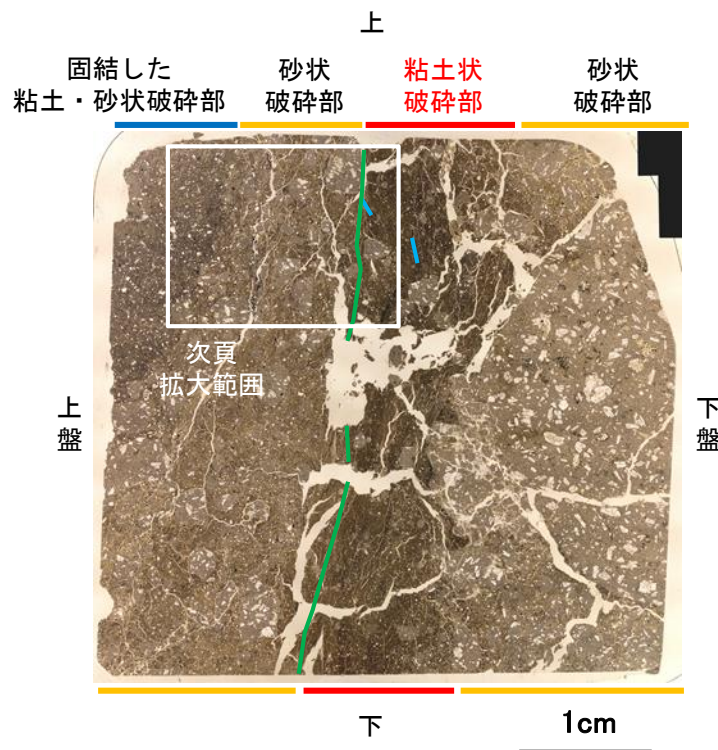 上
固結した
粘土・砂状破砕部
砂状
破砕部
粘土状
破砕部
砂状
破砕部
次頁
拡大範囲
上
盤
下
盤
下
1cm